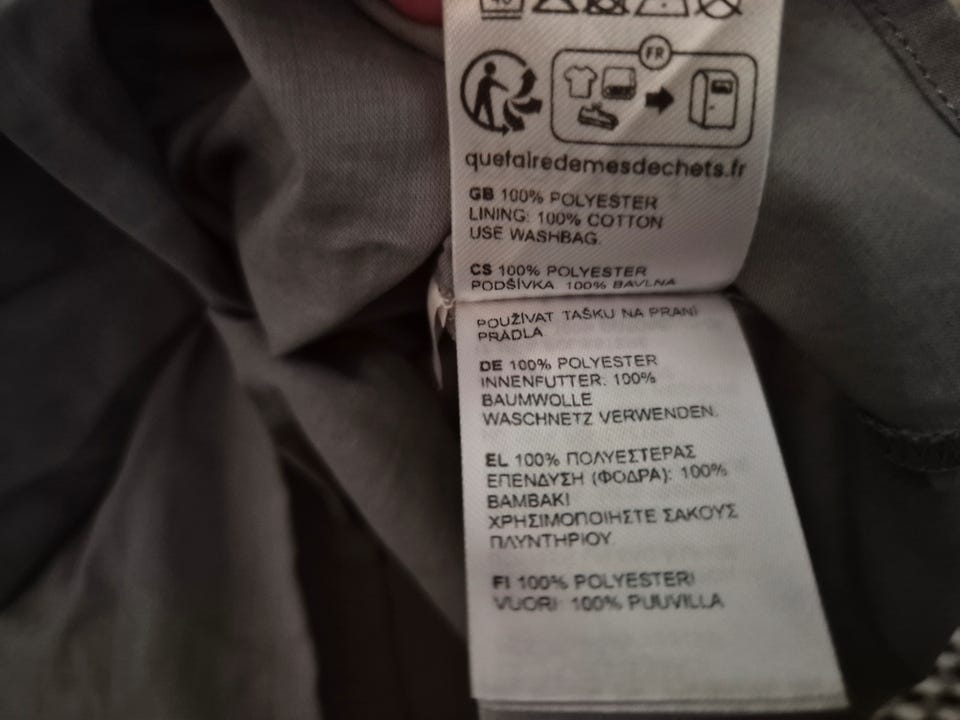 40
FR
quefairedemesdechets.fr
GB 100% POLYESTER
LINING: 100% COTTON
USE WASHBAG.
CS 100% POLYESTER
PODŠÍVKA 100% BAVLNA
POUŽÍVAT TAŠKU NA PRANÍ
PRÁDLA
DE 100% POLYESTER
INNENFUTTER: 100%
BAUMWOLLE
WASCHNETZ VERWENDEN.
EL 100% ΠΟΛΥΕΣΤΕΡΑΣ
ΕΠΕΝΔΥΣΗ (ΦΟΔΡΑ): 100%
ΒΑΜΒΑΚΙ
ΧΡΗΣΙΜΟΠΟΙΗΣΤΕ ΣΑΚΟΥΣ
ΠΛΥΝΤΗΡΙΟΥ
FI 100% POLYESTERI
VUORI: 100% PUUVILLA